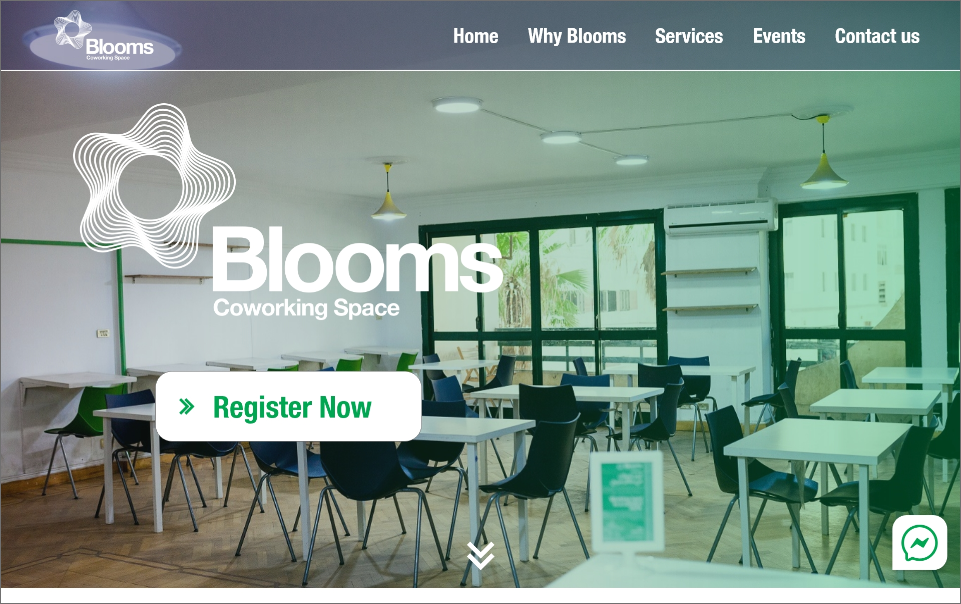 Blooms
Coworking Space
Home Why Blooms Services Events Contact us
Blooms
Coworking Space
Register Now